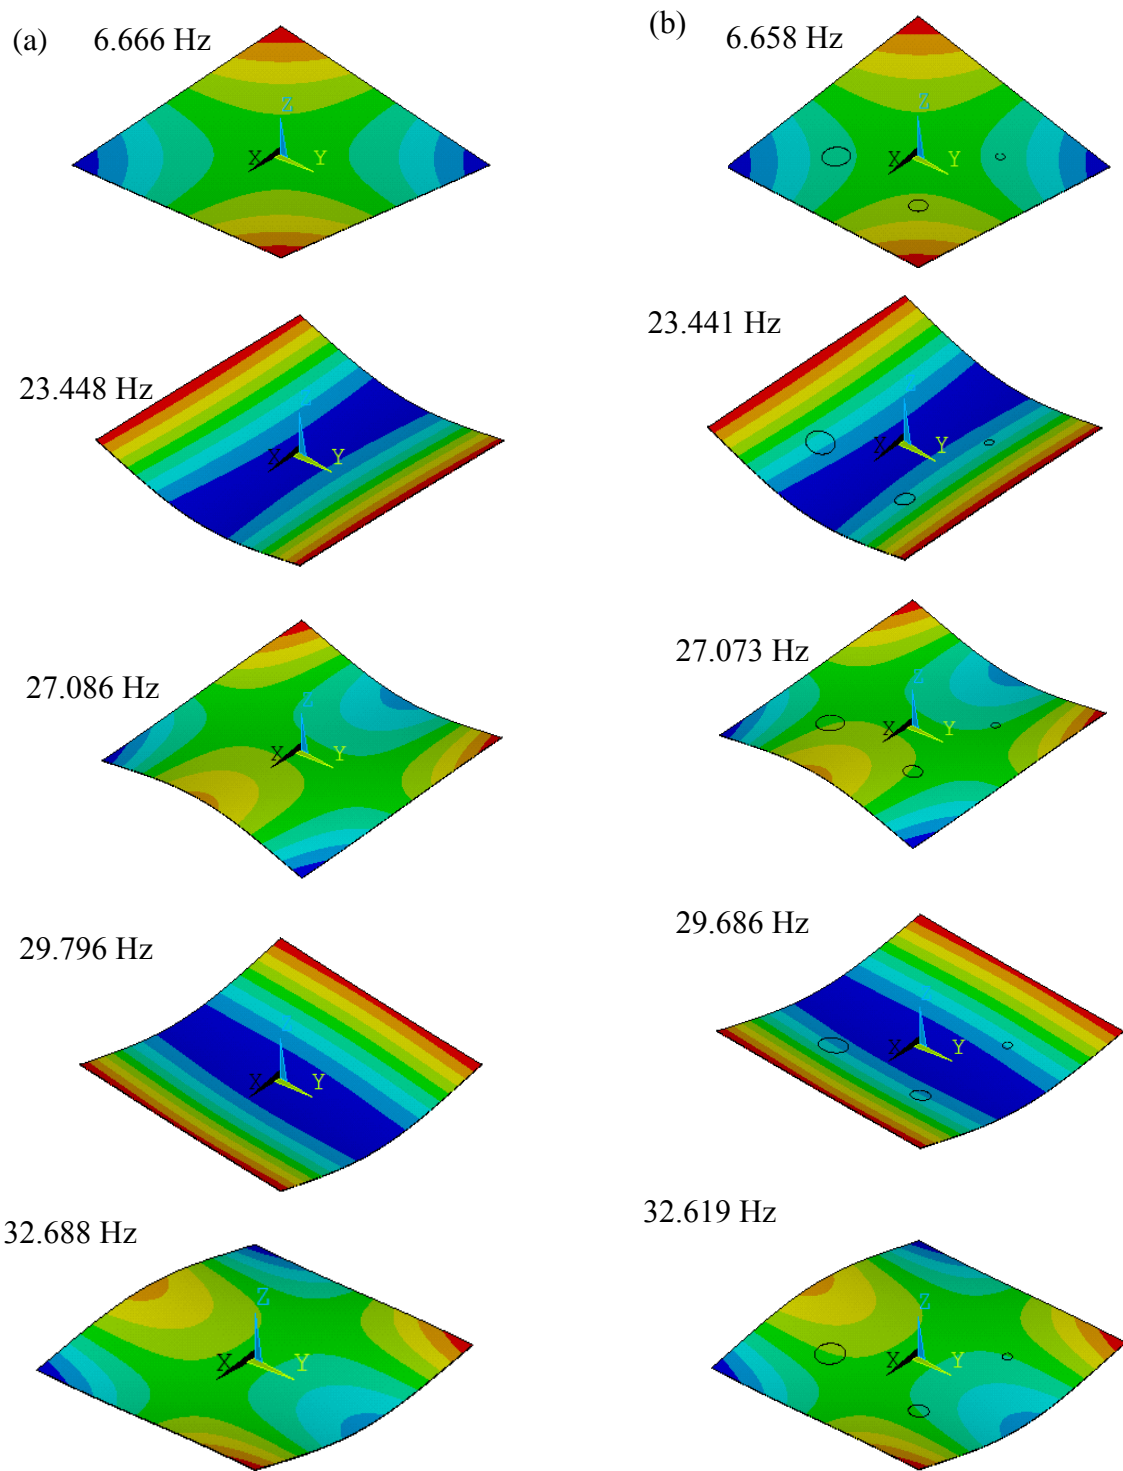 (a) 6.666 Hz
(b) 6.658 Hz
Z
X Y
Z
X Y
23.448 Hz
23.441 Hz
X Y
X Y
27.086 Hz
27.073 Hz
Z
X Y
Z
X Y
29.796 Hz
29.686 Hz
X Y
X Y
32.688 Hz
32.619 Hz
Z
X Y
Z
X Y